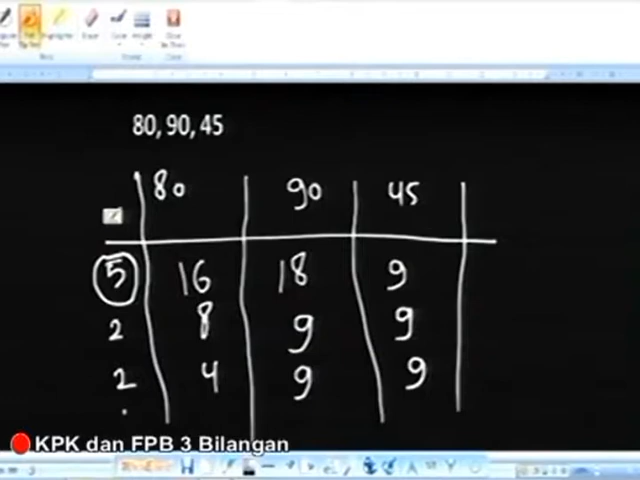 80, 90, 45
80 90 45
5 16 18 9
2 8 9 9
2 4 9 9
KPK dan FPB 3 Bilangan